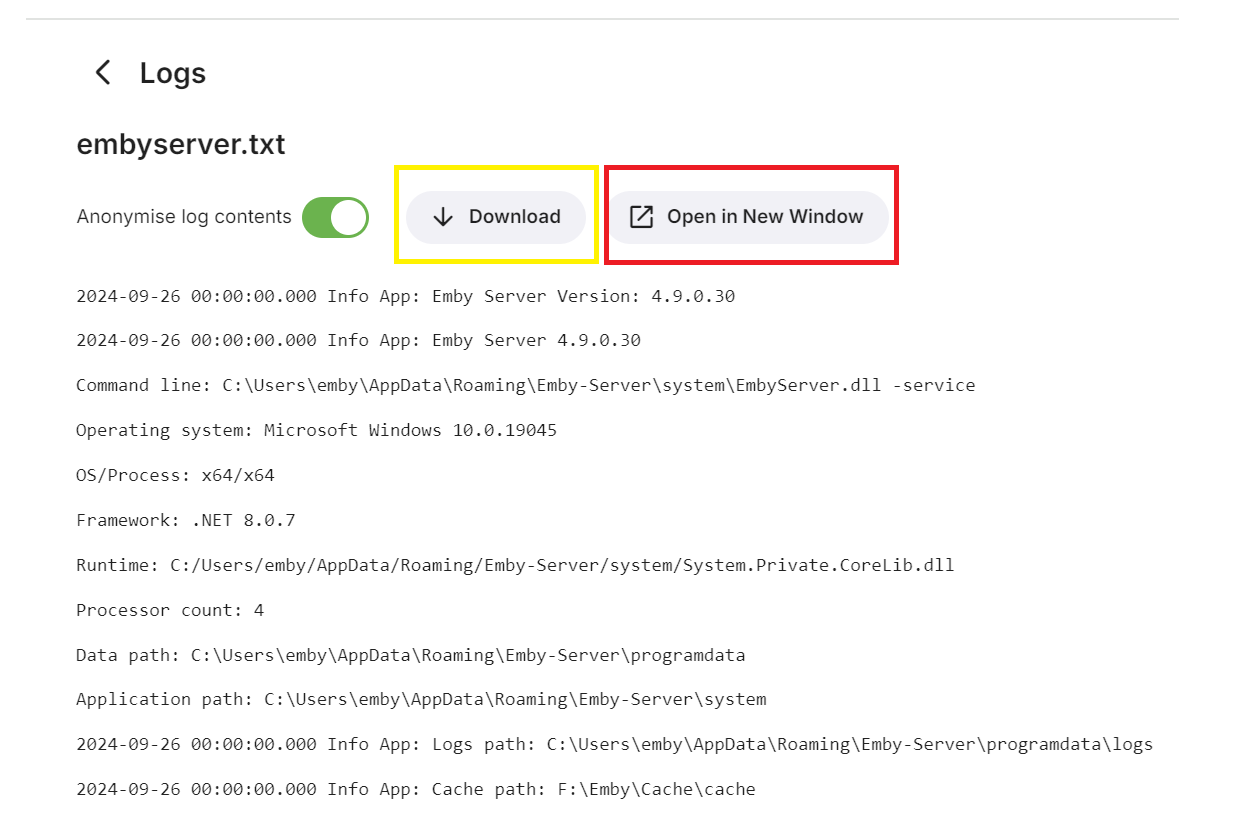 Logs
embyserver.txt
Anonymise log contents Download Open in New Window
2024-09-26 00:00:00.000 Info App: Emby Server Version: 4.9.0.30
2024-09-26 00:00:00.000 Info App: Emby Server 4.9.0.30
Command line: C:\Users\emby\AppData\Roaming\Emby-Server\system\EmbyServer.dll -service
Operating system: Microsoft Windows 10.0.19045
OS/Process: x64/x64
Framework: .NET 8.0.7
Runtime: C:/Users/emby/AppData/Roaming/Emby-Server/system/System.Private.CoreLib.dll
Processor count: 4
Data path: C:\Users\emby\AppData\Roaming\Emby-Server\programdata
Application path: C:\Users\emby\AppData\Roaming\Emby-Server\system
2024-09-26 00:00:00.000 Info App: Logs path: C:\Users\emby\AppData\Roaming\Emby-Server\programdata\logs
2024-09-26 00:00:00.000 Info App: Cache path: F:\Emby\Cache\cache